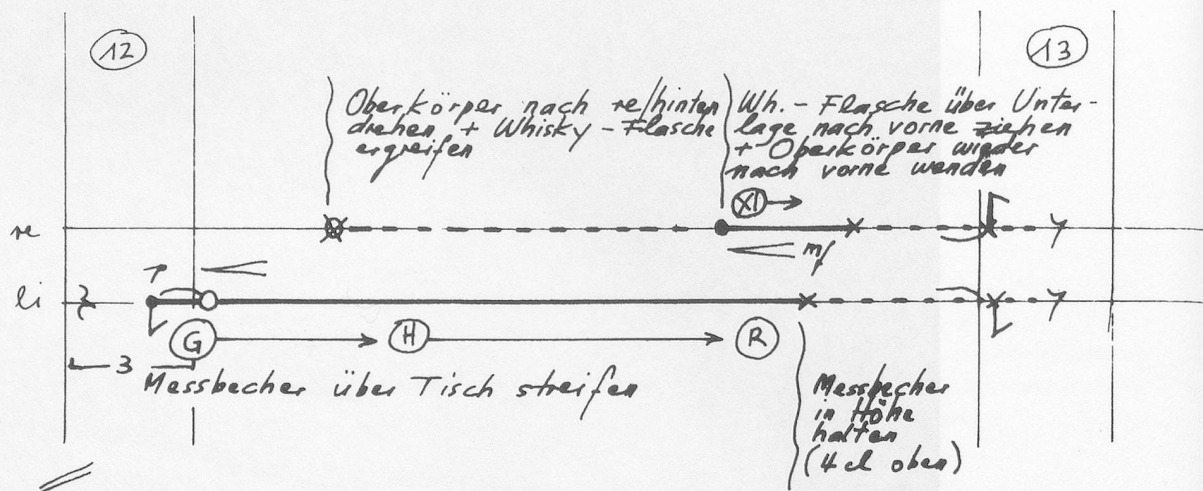 12
13
Oberkörper nach re/hinten
drehen + Whisky-Flasche
ergreifen
Wh.-Flasche über Unter-
lage nach vorne ziehen
+ Oberkörper wieder
nach vorne wenden
XI
re
mf
p
li
G
H
R
3
Messbecher über Tisch streifen
Messbecher
in Höhe
halten
(4 cl oben)